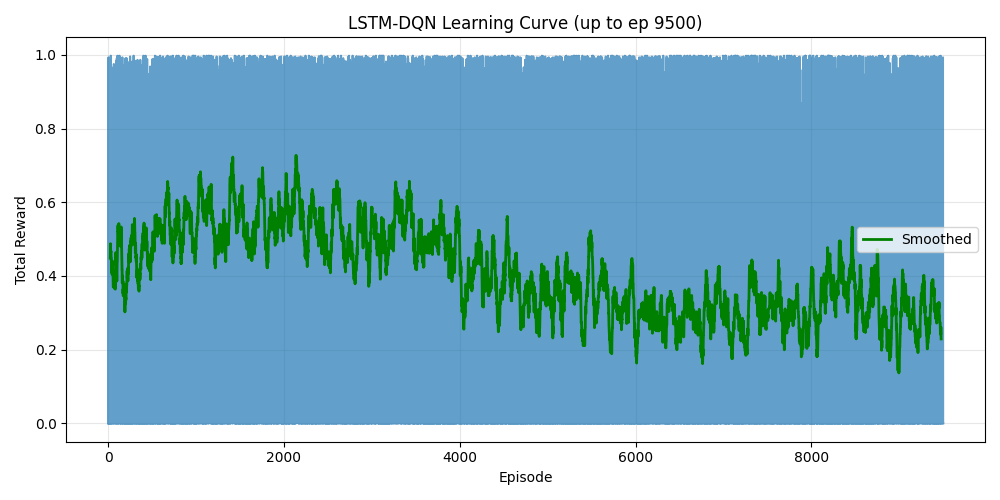 LSTM-DQN Learning Curve (up to ep 9500)
Total Reward
1.0
0.8
0.6
0.4
0.2
0.0
Smoothed
0 2000 4000 6000 8000
Episode